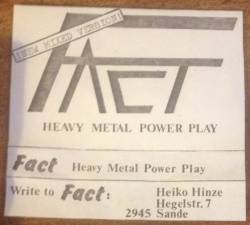 !NEW MIXED VERSION!
FACT
HEAVY METAL POWER PLAY
Fact Heavy Metal Power Play
Write to Fact: Heiko Hinze
Hegelstr. 7
2945 Sande